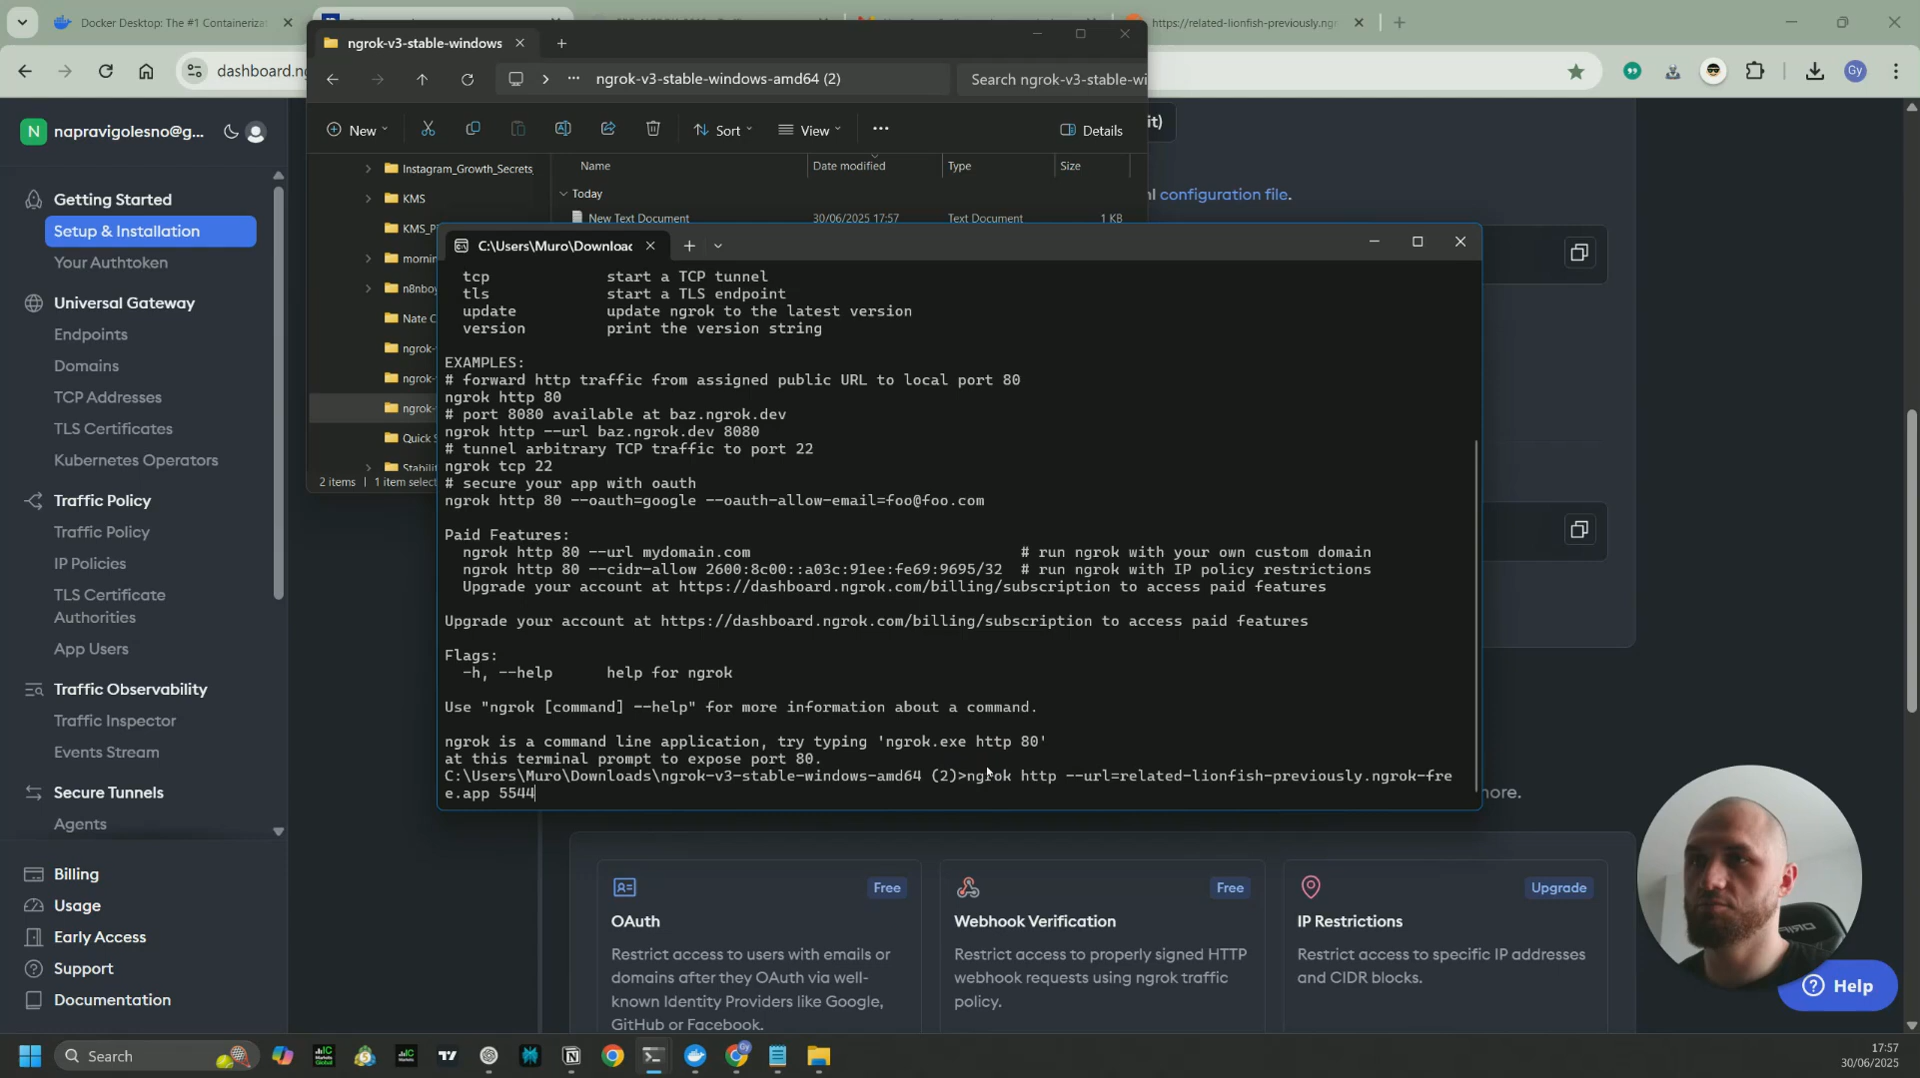 Docker Desktop: The #1 Containeriza
https://related-lionfish-previously.ngr
dashboard.ng
Gy
ngrok-v3-stable-windows
ngrok-v3-stable-windows-amd64 (2)
Search ngrok-v3-stable-wi
New
Sort
View
Details
Name
Date modified
Type
Size
Today
New Text Document
30/06/2025 17:57
Text Document
1 KB
Instagram_Growth_Secrets,
KMS
KMS_P
morni
n8nboy
Nate C
ngrok-
ngrok-
ngrok-
Quick S
Stabilit
2 items
1 item selec
N
napravigolesno@g...
Getting Started
Setup & Installation
Your Authtoken
Universal Gateway
Endpoints
Domains
TCP Addresses
TLS Certificates
Kubernetes Operators
Traffic Policy
Traffic Policy
IP Policies
TLS Certificate
Authorities
App Users
Traffic Observability
Traffic Inspector
Events Stream
Secure Tunnels
Agents
Billing
Usage
Early Access
Support
Documentation
it)
ml configuration file.
C:\Users\Muro\Downloac
tcp start a TCP tunnel
tls start a TLS endpoint
update update ngrok to the latest version
version print the version string
EXAMPLES:
# forward http traffic from assigned public URL to local port 80
ngrok http 80
# port 8080 available at baz.ngrok.dev
ngrok http --url baz.ngrok.dev 8080
# tunnel arbitrary TCP traffic to port 22
ngrok tcp 22
# secure your app with oauth
ngrok http 80 --oauth=google --oauth-allow-email=foo@foo.com
Paid Features:
ngrok http 80 --url mydomain.com # run ngrok with your own custom domain
ngrok http 80 --cidr-allow 2600:8c00::a03c:91ee:fe69:9695/32 # run ngrok with IP policy restrictions
Upgrade your account at https://dashboard.ngrok.com/billing/subscription to access paid features
Upgrade your account at https://dashboard.ngrok.com/billing/subscription to access paid features
Flags:
-h, --help help for ngrok
Use "ngrok [command] --help" for more information about a command.
ngrok is a command line application, try typing 'ngrok.exe http 80'
at this terminal prompt to expose port 80.
C:\Users\Muro\Downloads\ngrok-v3-stable-windows-amd64 (2)>ngrok http --url=related-lionfish-previously.ngrok-fre
e.app 5544
more.
OAuth
Free
Restrict access to users with emails or
domains after they OAuth via well-
known Identity Providers like Google,
GitHub or Facebook.
Webhook Verification
Free
Restrict access to properly signed HTTP
webhook requests using ngrok traffic
policy.
IP Restrictions
Upgrade
Restrict access to specific IP addresses
and CIDR blocks.
Help
Search
17:57
30/06/2025